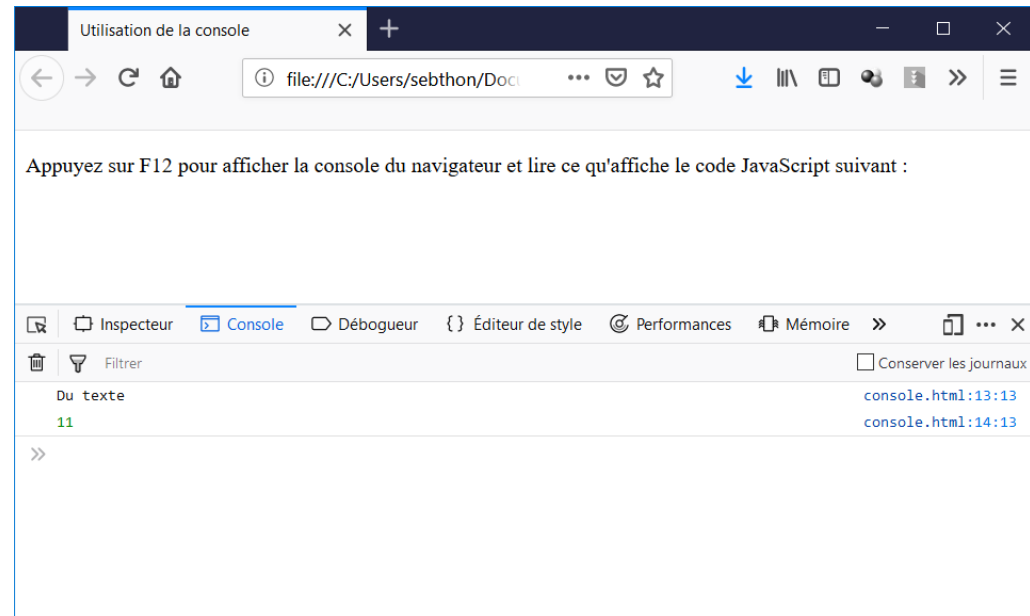 Utilisation de la console
file:///C:/Users/sebthon/Docu
Appuyez sur F12 pour afficher la console du navigateur et lire ce qu'affiche le code JavaScript suivant :
Inspecteur Console Débogueur {} Éditeur de style Performances Mémoire
Filtrer Conserver les journaux
Du texte console.html:13:13
11 console.html:14:13